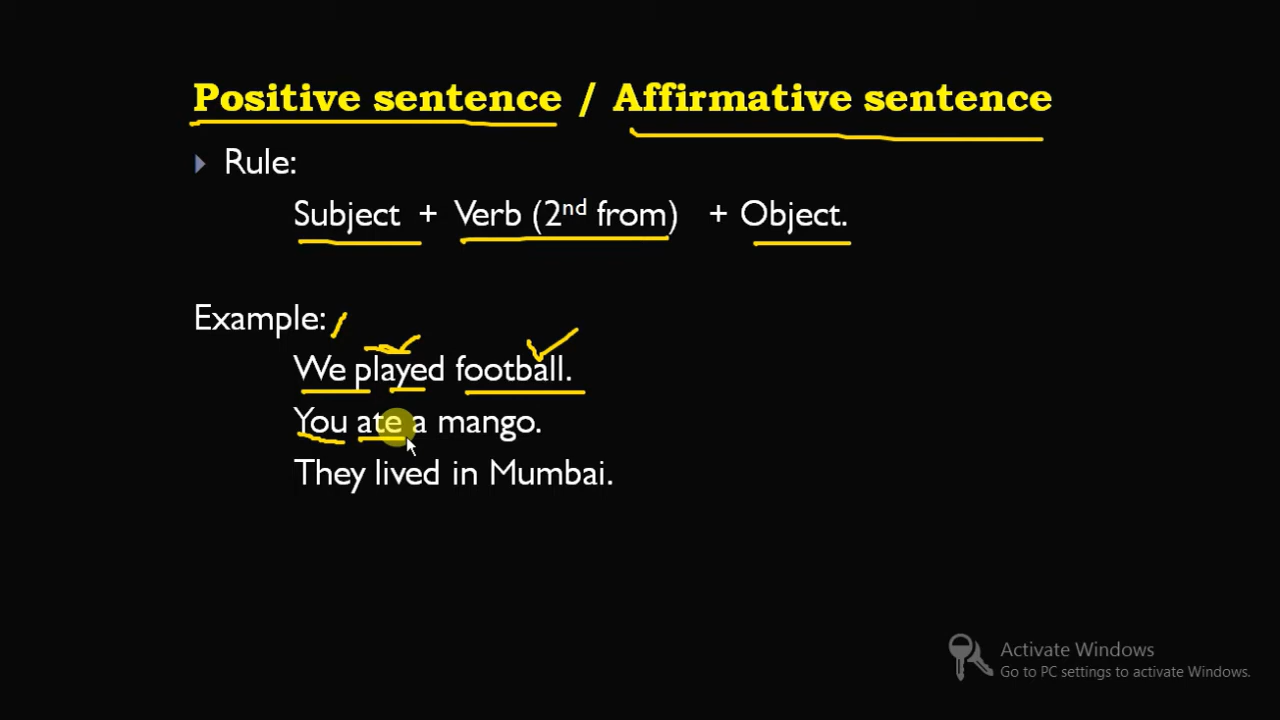 Positive sentence / Affirmative sentence
Rule:
Subject + Verb (2nd from) + Object.
Example:
We played football.
You ate a mango.
They lived in Mumbai.
Activate Windows
Go to PC settings to activate Windows.